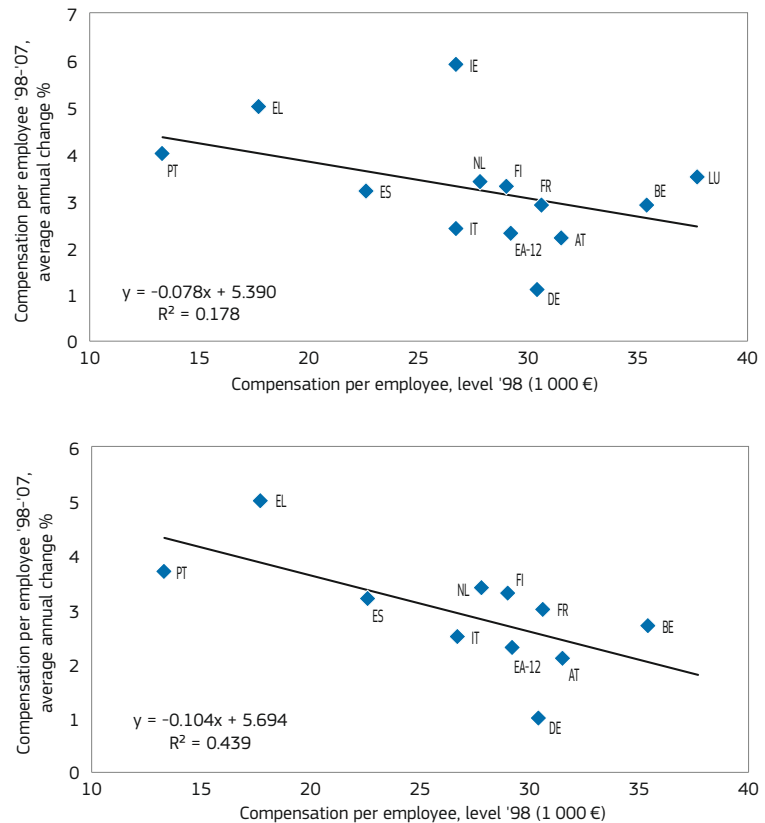 Compensation per employee '98-'07,
average annual change %
7
6
5
4
3
2
1
0
IE
EL
PT
NL
FI
FR
ES
BE
LU
IT
EA-12
AT
DE
y = -0.078x + 5.390
R² = 0.178
10 15 20 25 30 35 40
Compensation per employee, level '98 (1 000 €)
Compensation per employee '98-'07,
average annual change %
6
5
4
3
2
1
0
EL
PT
NL
FI
ES
FR
BE
IT
EA-12
AT
DE
y = -0.104x + 5.694
R² = 0.439
10 15 20 25 30 35 40
Compensation per employee, level '98 (1 000 €)